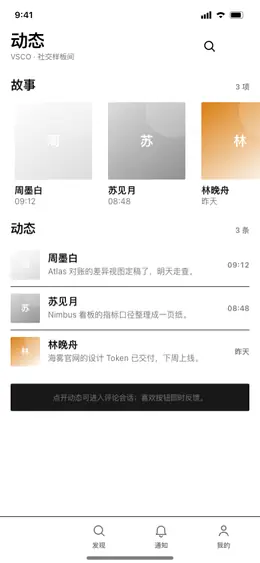 9:41
动态
VSCO · 社交样板间
故事
3 项
周
苏
林
周墨白
09:12
苏见月
08:48
林晚舟
昨天
动态
3 条
周
周墨白
Atlas 对账的差异视图定稿了，明天走查。
09:12
苏
苏见月
Nimbus 看板的指标口径整理成一页纸。
08:48
林
林晚舟
海雾官网的设计 Token 已交付，下周上线。
昨天
点开动态可进入评论会话；喜欢按钮即时反馈。
发现
通知
我的